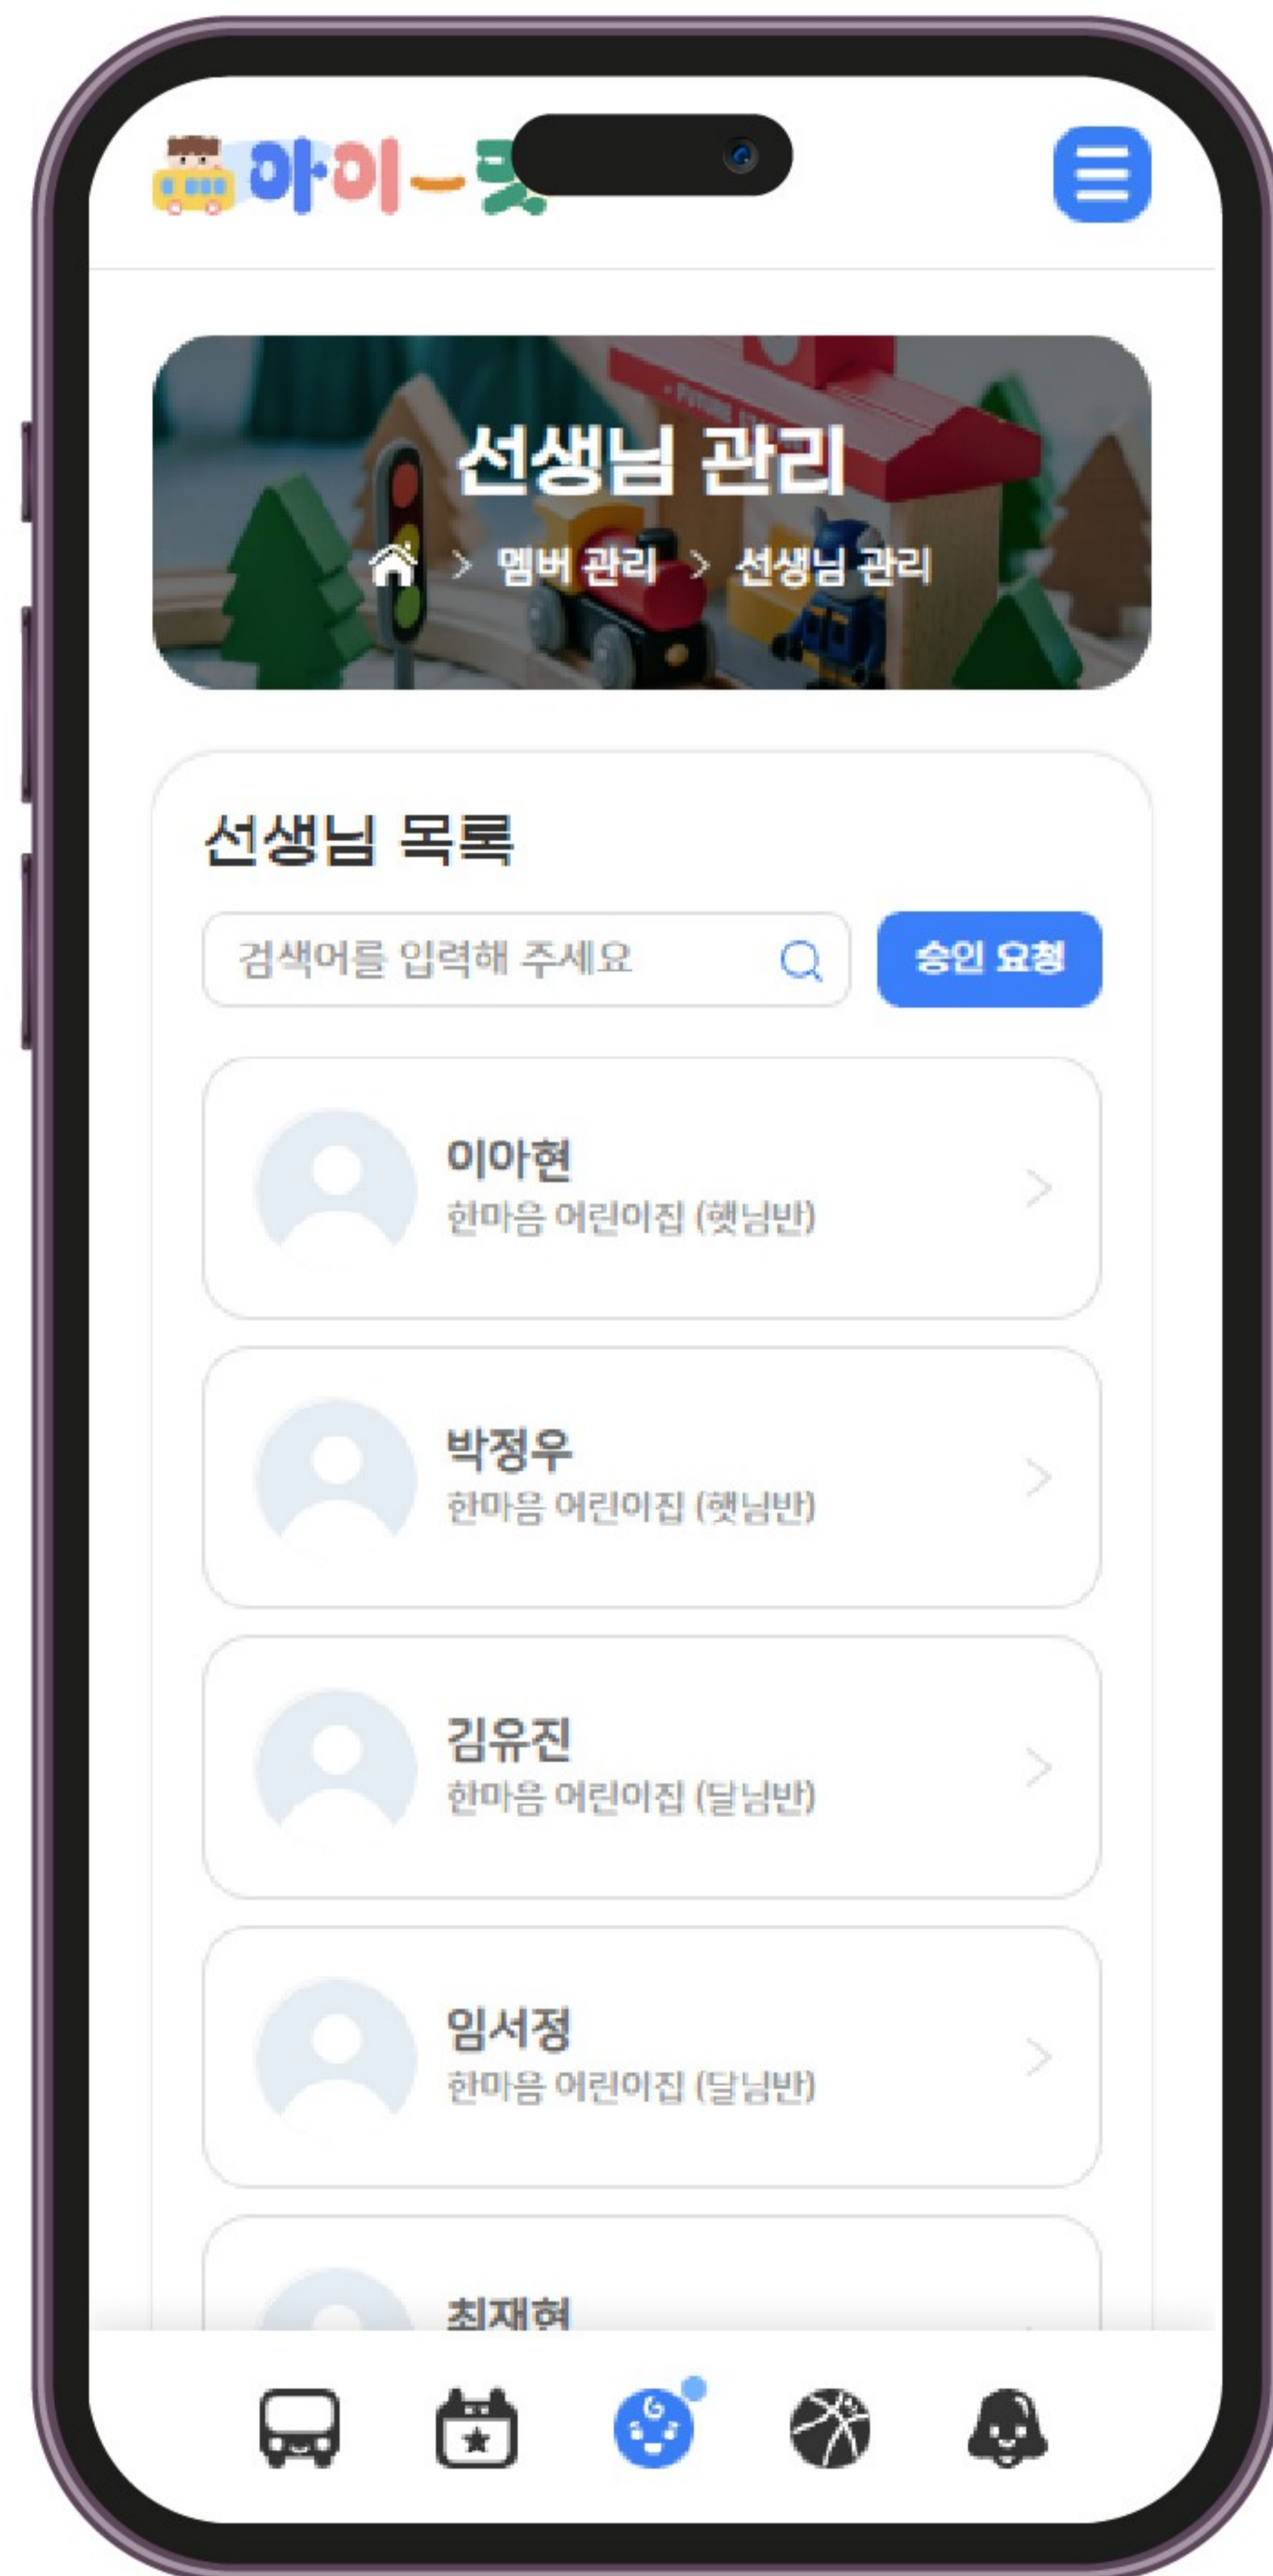 아이
선생님 관리
> 멤버 관리 > 선생님 관리
선생님 목록
검색어를 입력해 주세요
승인 요청
이아현
한마음 어린이집 (햇님반)
박정우
한마음 어린이집 (햇님반)
김유진
한마음 어린이집 (달님반)
임서정
한마음 어린이집 (달님반)
최재현